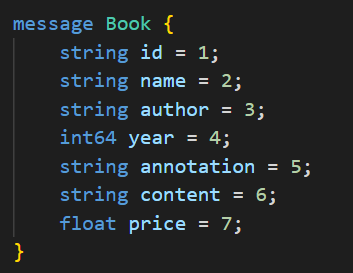 message Book {
    string id = 1;
    string name = 2;
    string author = 3;
    int64 year = 4;
    string annotation = 5;
    string content = 6;
    float price = 7;
}